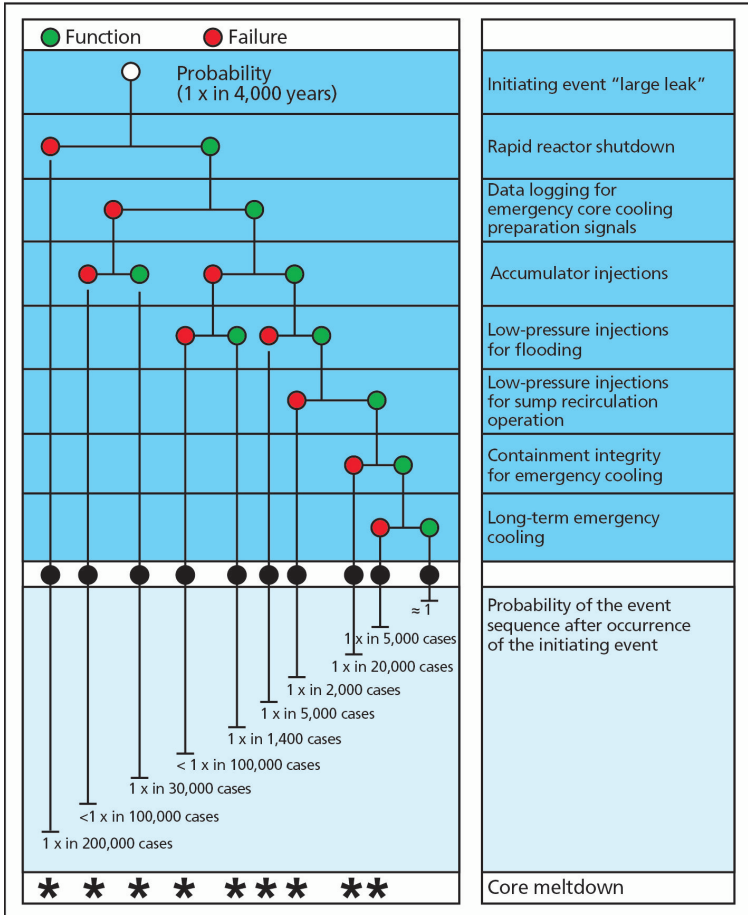 Function
Failure
Probability
(1 x in 4,000 years)
Initiating event “large leak”
Rapid reactor shutdown
Data logging for
emergency core cooling
preparation signals
Accumulator injections
Low-pressure injections
for flooding
Low-pressure injections
for sump recirculation
operation
Containment integrity
for emergency cooling
Long-term emergency
cooling
≈ 1
Probability of the event
sequence after occurrence
of the initiating event
1 x in 5,000 cases
1 x in 20,000 cases
1 x in 2,000 cases
1 x in 5,000 cases
1 x in 1,400 cases
< 1 x in 100,000 cases
1 x in 30,000 cases
<1 x in 100,000 cases
1 x in 200,000 cases
* * * * * * * * *
Core meltdown